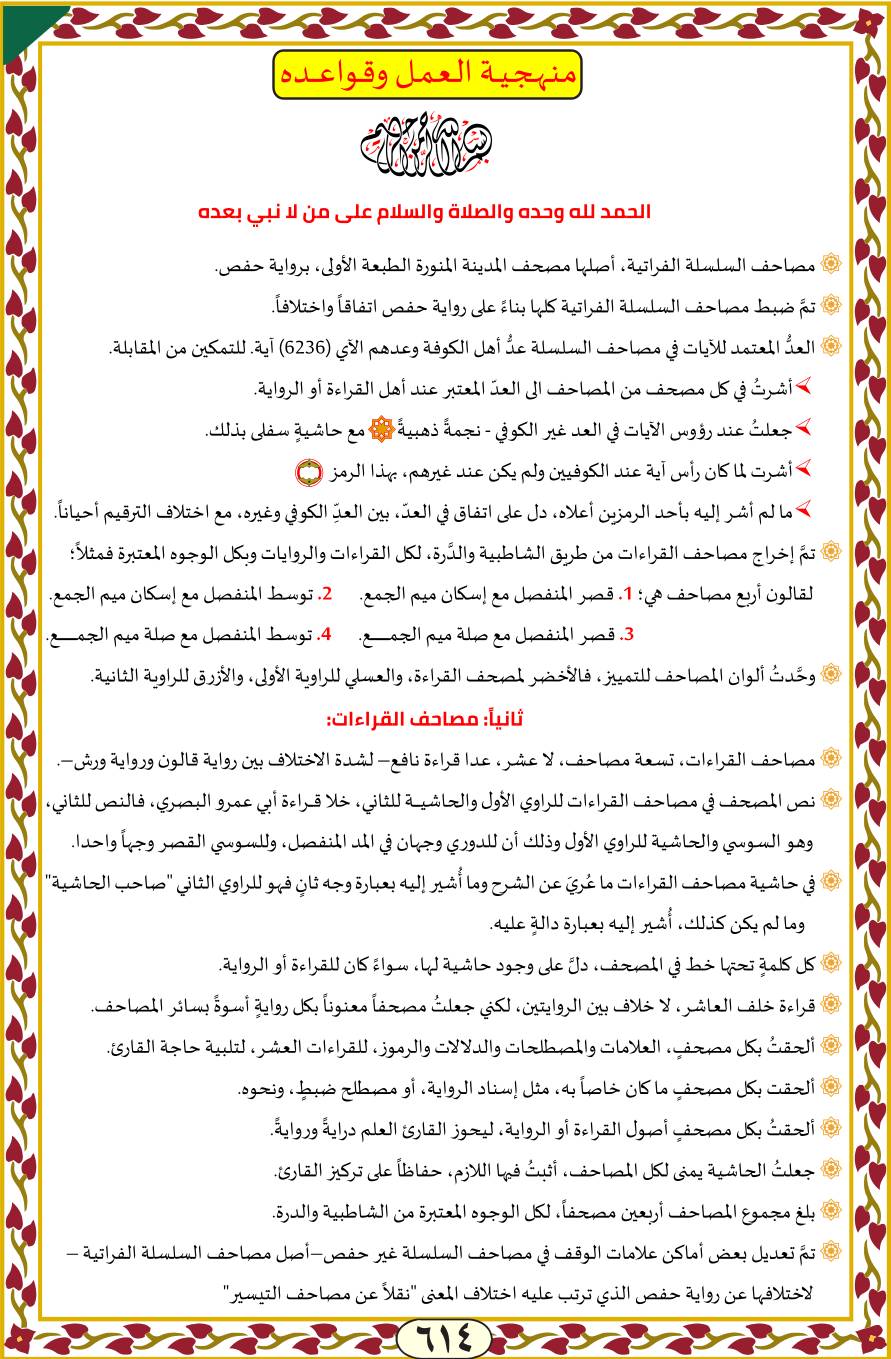 منهجية العمل وقواعده
بسم الله الرحمن الرحيم
الحمد لله وحده والصلاة والسلام على من لا نبي بعده
مصاحف السلسلة الفراتية، أصلها مصحف المدينة المنورة الطبعة الأولى، برواية حفص.
تمَّ ضبط مصاحف السلسلة الفراتية كلها بناءً على رواية حفص اتفاقاً واختلافاً.
العدُّ المعتمد للآيات في مصاحف السلسلة عدُّ أهل الكوفة وعدهم الآي (6236) آية. للتمكين من المقابلة.
أشرتُ في كل مصحف من المصاحف الى العدّ المعتبر عند أهل القراءة أو الرواية.
جعلتُ عند رؤوس الآيات في العد غير الكوفي - نجمةً ذهبيةً مع حاشيةٍ سفلى بذلك.
أشرت لما كان رأس آية عند الكوفيين ولم يكن عند غيرهم، بهذا الرمز
ما لم أشر إليه بأحد الرمزين أعلاه، دل على اتفاق في العدّ، بين العدِّ الكوفي وغيره، مع اختلاف الترقيم أحياناً.
تمَّ إخراج مصاحف القراءات من طريق الشاطبية والدَّرة، لكل القراءات والروايات وبكل الوجوه المعتبرة فمثلاً؛
لقالون أربع مصاحف هي؛ 1. قصر المنفصل مع إسكان ميم الجمع. 2. توسط المنفصل مع إسكان ميم الجمع.
3. قصر المنفصل مع صلة ميم الجمـــع. 4. توسط المنفصل مع صلة ميم الجمـــع.
وحَّدتُ ألوان المصاحف للتمييز، فالأخضر لمصحف القراءة، والعسلي للراوية الأولى، والأزرق للراوية الثانية.
ثانياً: مصاحف القراءات:
مصاحف القراءات، تسعة مصاحف، لا عشر، عدا قراءة نافع– لشدة الاختلاف بين رواية قالون ورواية ورش–.
نص المصحف في مصاحف القراءات للراوي الأول والحاشيـة للثاني، خلا قـراءة أبي عمرو البصري، فالنص للثاني،
وهو السوسي والحاشية للراوي الأول وذلك أن للدوري وجهان في المد المنفصل، وللسوسي القصر وجهاً واحدا.
في حاشية مصاحف القراءات ما عُريَ عن الشرح وما أُشير إليه بعبارة وجه ثانٍ فهو للراوي الثاني "صاحب الحاشية"
وما لم يكن كذلك، أُشير إليه بعبارة دالةٍ عليه.
كل كلمةٍ تحتها خط في المصحف، دلَّ على وجود حاشية لها، سواءً كان للقراءة أو الرواية.
قراءة خلف العاشر، لا خلاف بين الروايتين، لكني جعلتُ مصحفاً معنوناً بكل روايةٍ أسوةً بسائر المصاحف.
ألحقتُ بكل مصحفٍ، العلامات والمصطلحات والدلالات والرموز، للقراءات العشر، لتلبية حاجة القارئ.
ألحقت بكل مصحفٍ ما كان خاصاً به، مثل إسناد الرواية، أو مصطلح ضبطٍ، ونحوه.
ألحقتُ بكل مصحفٍ أصول القراءة أو الرواية، ليحوز القارئ العلم درايةً وروايةً.
جعلتُ الحاشية يمنى لكل المصاحف، أثبتُ فيها اللازم، حفاظاً على تركيز القارئ.
بلغ مجموع المصاحف أربعين مصحفاً، لكل الوجوه المعتبرة من الشاطبية والدرة.
تمَّ تعديل بعض أماكن علامات الوقف في مصاحف السلسلة غير حفص–أصل مصاحف السلسلة الفراتية –
لاختلافها عن رواية حفص الذي ترتب عليه اختلاف المعنى "نقلاً عن مصاحف التيسير"
٦١٤